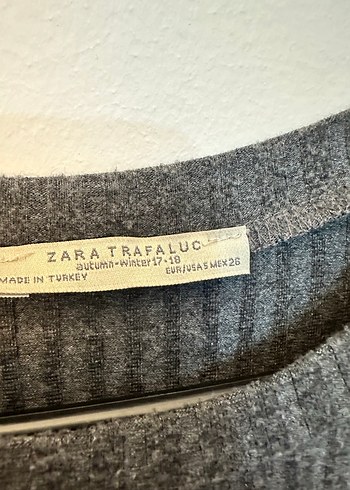 ZARA TRAFALUC
autumn-winter 17-18
MADE IN TURKEY EUR/USA S MEX 26